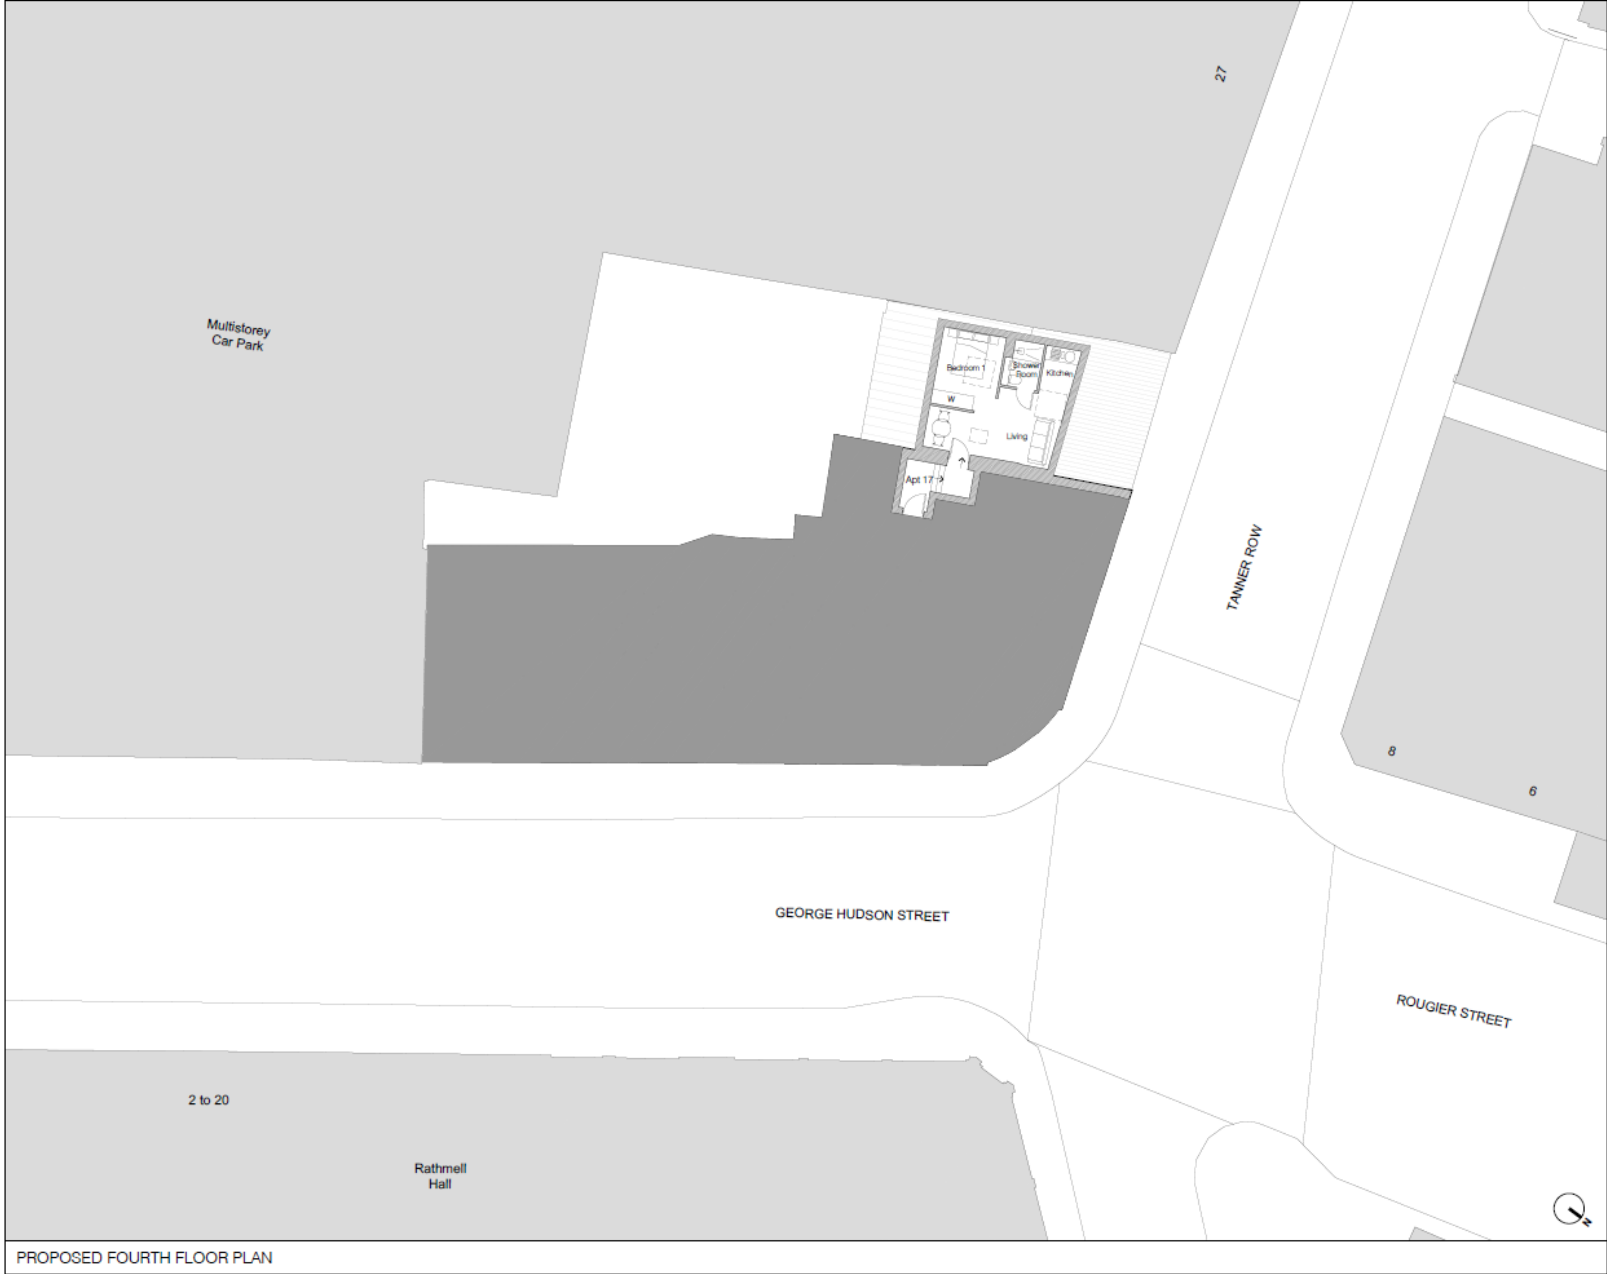 27
Multistorey
Car Park
Bedroom 1
Shower
Room
Kitchen
W
Living
Apt 17
TANNER ROW
8
6
GEORGE HUDSON STREET
ROUGIER STREET
2 to 20
Rathmell
Hall
N
PROPOSED FOURTH FLOOR PLAN